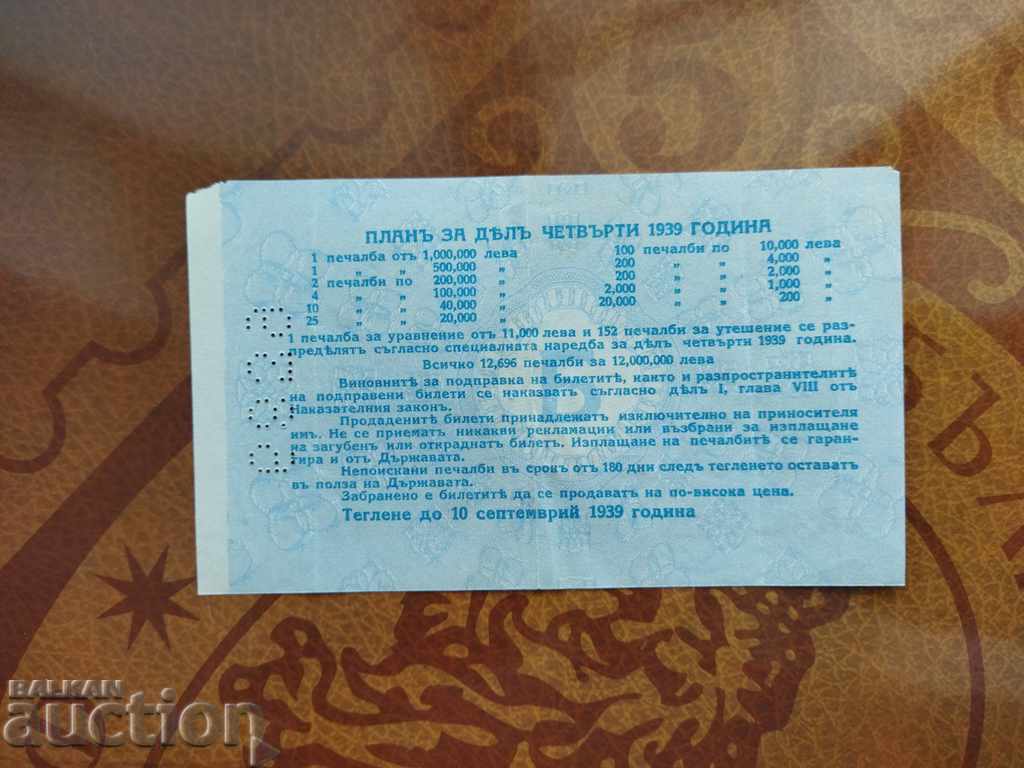 ПЛАНЪ ЗА ДѢЛЪ ЧЕТВЪРТИ 1939 ГОДИНА
1 печалба отъ 1,000,000 лева 100 печалби по 10,000 лева
1 „ „ 500,000 „ 200 „ „ 4,000 „
2 печалби по 200,000 „ 200 „ „ 2,000 „
4 „ „ 100,000 „ 2,000 „ „ 1,000 „
10 „ „ 40,000 „ 20,000 „ „ 200 „
25 „ „ 20,000 „
1 печалба за уравнение отъ 11,000 лева и 152 печалби за утешение се раз-
предѣлятъ съгласно специалната наредба за дѣлъ четвърти 1939 година.
Всичко 12,696 печалби за 12,000,000 лева
Виновнитѣ за подправка на билетитѣ, както и разпространителитѣ
на подправени билети се наказватъ съгласно дѣлъ I, глава VIII отъ
Наказателния законъ.
Продаденитѣ билети принадлежатъ изключително на приносителя
имъ. Не се приематъ никакви рекламации или възбрани за изплащане
на загубенъ или откраднатъ билетъ. Изплащане на печалбитѣ се гаран-
тира и отъ Държавата.
Непоискани печалби въ срокъ отъ 180 дни следъ тегленето оставатъ
въ полза на Държавата.
Забранено е билетитѣ да се продаватъ на по-висока цена.
Теглене до 10 септемврий 1939 година
BALKAN
auction